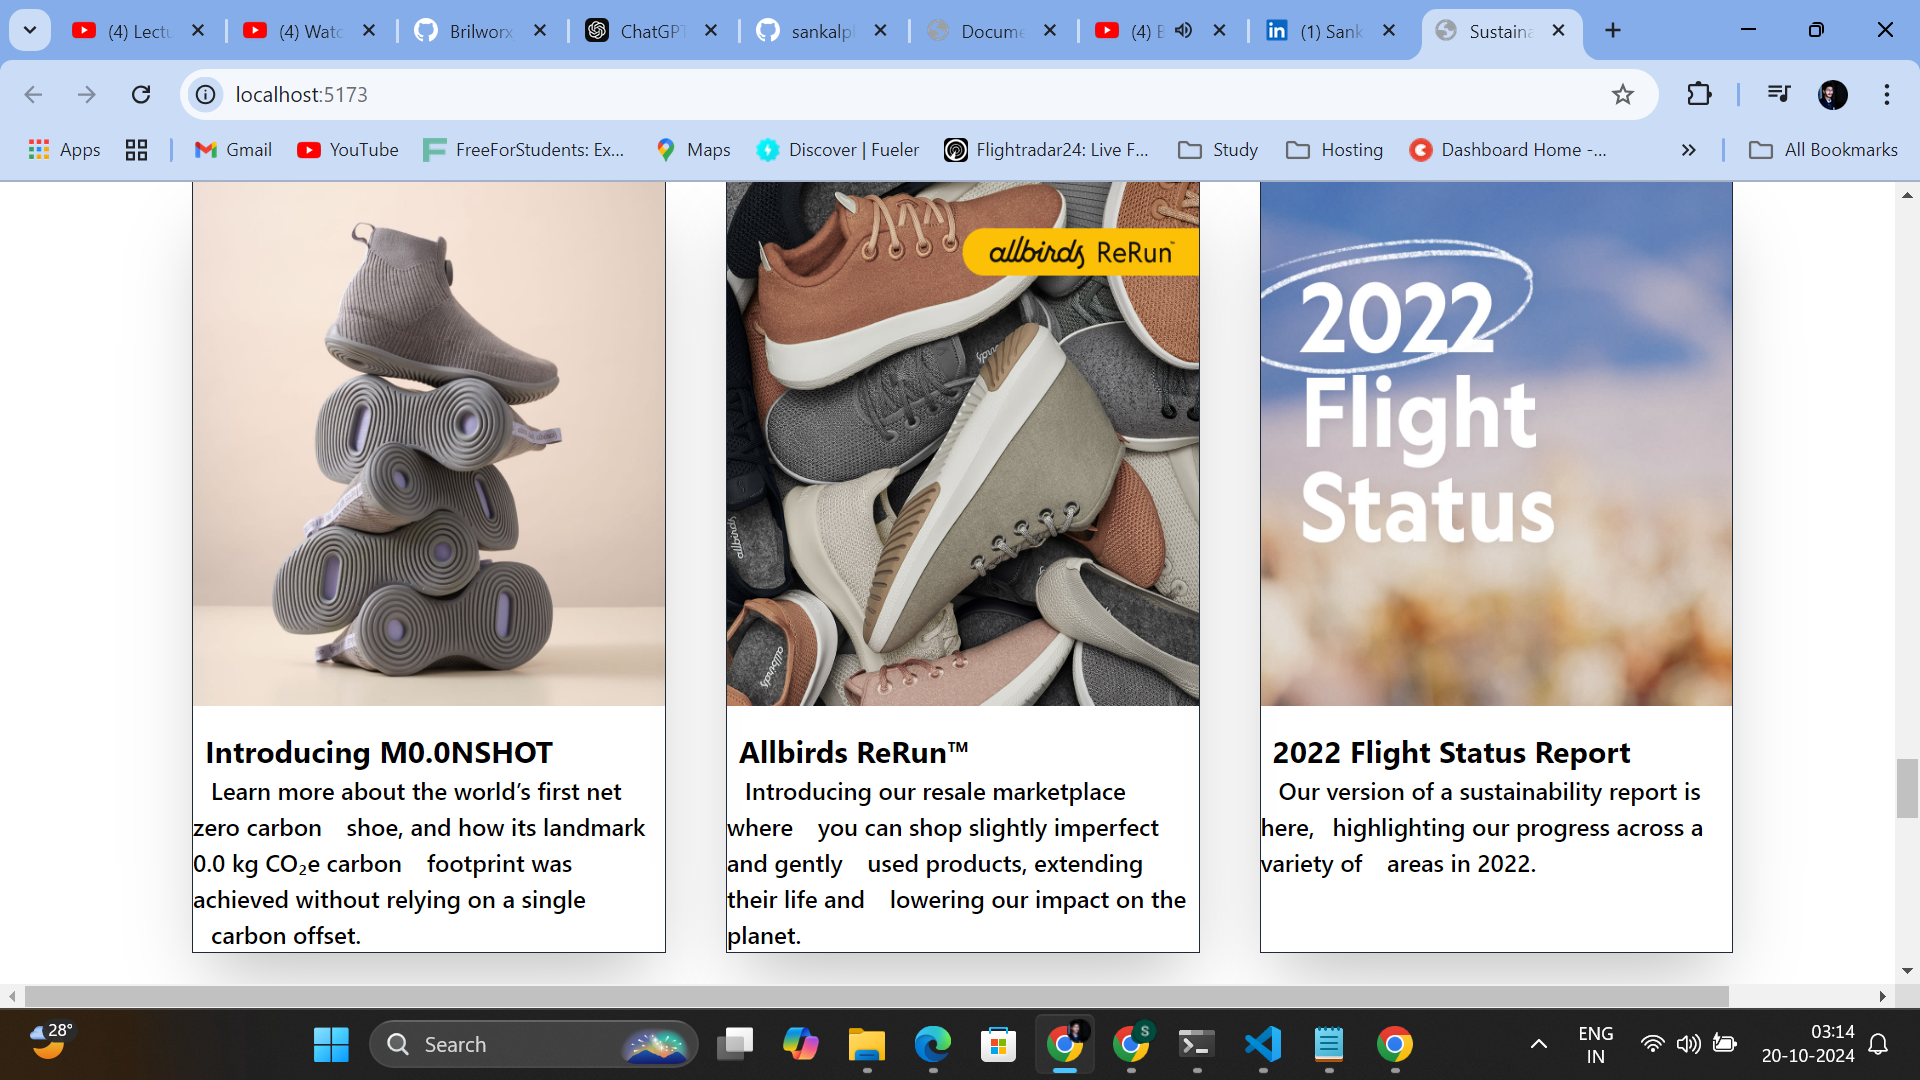 (4) Lectu
(4) Watc
Brilworx
ChatGPT
sankalp
Docume
(4) E
(1) Sank
Sustaina
localhost:5173
Apps
Gmail
YouTube
FreeForStudents: Ex...
Maps
Discover | Fueler
Flightradar24: Live F...
Study
Hosting
Dashboard Home -...
All Bookmarks
allbirds ReRun™
2022
Flight
Status
allbirds
allbirds
Introducing M0.0NSHOT
Learn more about the world’s first net
zero carbon shoe, and how its landmark
0.0 kg CO₂e carbon footprint was
achieved without relying on a single
carbon offset.
Allbirds ReRun™
Introducing our resale marketplace
where you can shop slightly imperfect
and gently used products, extending
their life and lowering our impact on the
planet.
2022 Flight Status Report
Our version of a sustainability report is
here, highlighting our progress across a
variety of areas in 2022.
28°
Search
S
ENG
IN
03:14
20-10-2024